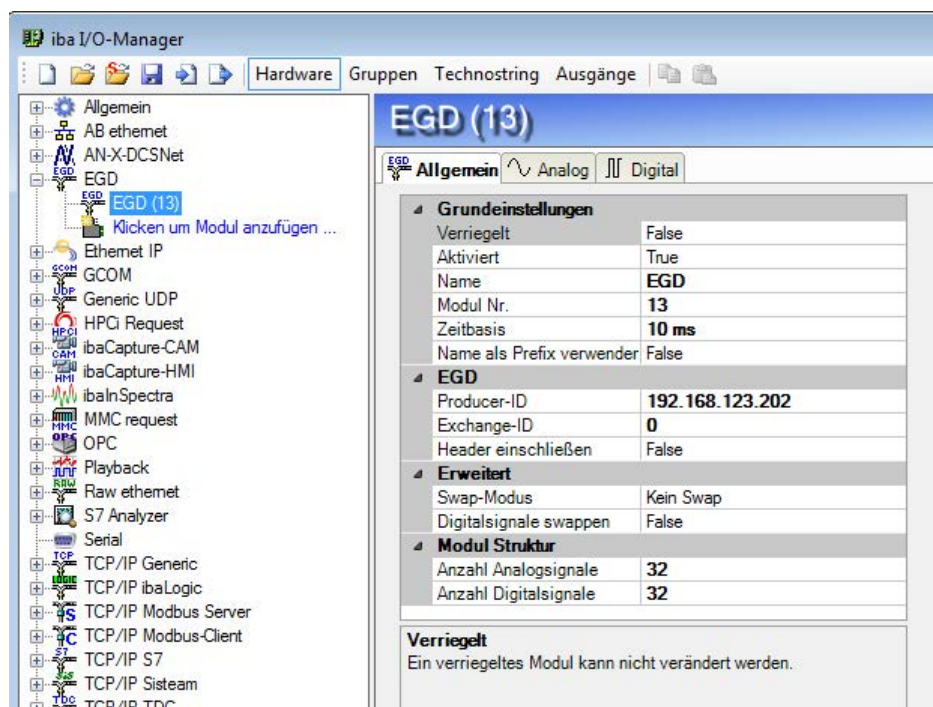 iba I/O-Manager
Hardware Gruppen Technostring Ausgänge
Allgemein
AB ethernet
AN-X-DCSNet
EGD
EGD (13)
Klicken um Modul anzufügen ...
Ethernet IP
GCOM
Generic UDP
HPCi Request
ibaCapture-CAM
ibaCapture-HMI
ibaInSpectra
MMC request
OPC
Playback
Raw ethernet
S7 Analyzer
Serial
TCP/IP Generic
TCP/IP ibaLogic
TCP/IP Modbus Server
TCP/IP Modbus-Client
TCP/IP S7
TCP/IP Sisteam
TCP/IP TDC
EGD (13)
Allgemein Analog Digital
Grundeinstellungen
Verriegelt False
Aktiviert True
Name EGD
Modul Nr. 13
Zeitbasis 10 ms
Name als Prefix verwender False
EGD
Producer-ID 192.168.123.202
Exchange-ID 0
Header einschließen False
Erweitert
Swap-Modus Kein Swap
Digitalsignale swappen False
Modul Struktur
Anzahl Analogsignale 32
Anzahl Digitalsignale 32
Verriegelt
Ein verriegeltes Modul kann nicht verändert werden.